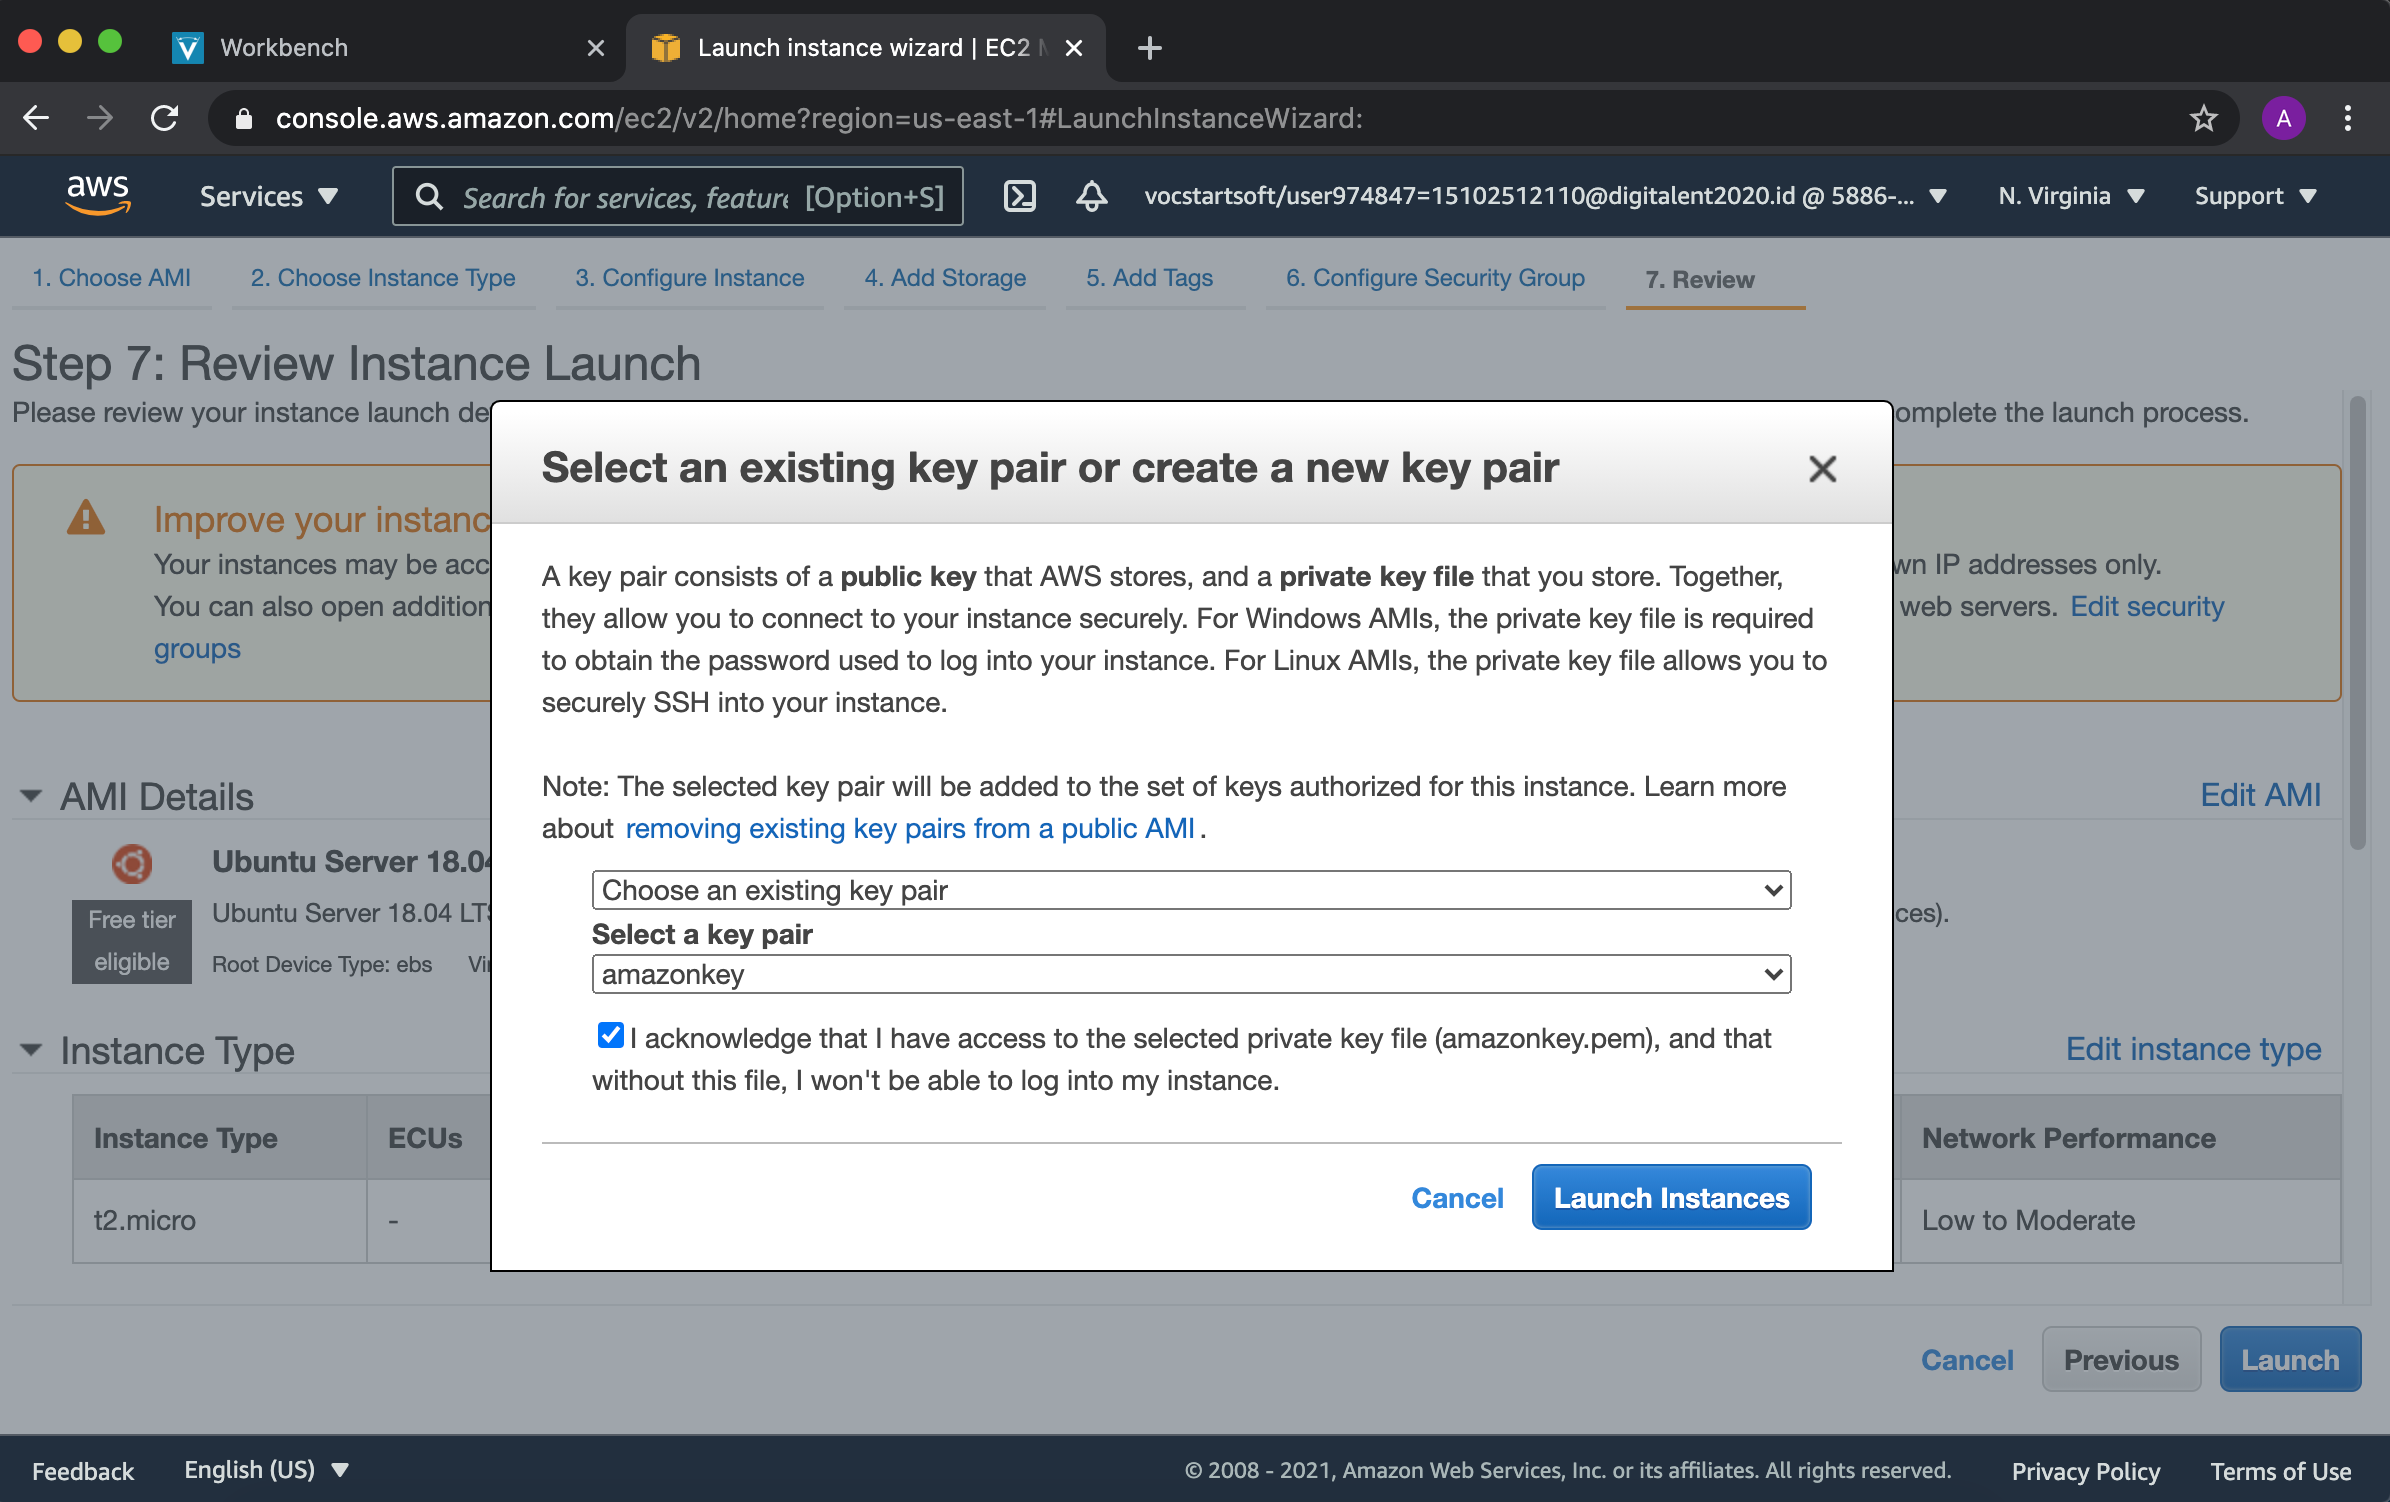 Workbench
Launch instance wizard | EC2
console.aws.amazon.com/ec2/v2/home?region=us-east-1#LaunchInstanceWizard:
A
aws
Services
Search for services, feature [Option+S]
vocstartsoft/user974847=15102512110@digitalent2020.id @ 5886-...
N. Virginia
Support
1. Choose AMI
2. Choose Instance Type
3. Configure Instance
4. Add Storage
5. Add Tags
6. Configure Security Group
7. Review
Step 7: Review Instance Launch
Please review your instance launch de
omplete the launch process.
Improve your instanc
Your instances may be acc
wn IP addresses only.
You can also open addition
web servers. Edit security
groups
Select an existing key pair or create a new key pair
A key pair consists of a public key that AWS stores, and a private key file that you store. Together,
they allow you to connect to your instance securely. For Windows AMIs, the private key file is required
to obtain the password used to log into your instance. For Linux AMIs, the private key file allows you to
securely SSH into your instance.
Note: The selected key pair will be added to the set of keys authorized for this instance. Learn more
about removing existing key pairs from a public AMI.
Choose an existing key pair
Select a key pair
amazonkey
I acknowledge that I have access to the selected private key file (amazonkey.pem), and that
without this file, I won't be able to log into my instance.
Cancel
Launch Instances
AMI Details
Edit AMI
Ubuntu Server 18.04
Free tier
eligible
Ubuntu Server 18.04 LTS
ces).
Root Device Type: ebs
Vi
Instance Type
Edit instance type
Instance Type
ECUs
Network Performance
t2.micro
-
Low to Moderate
Cancel
Previous
Launch
Feedback
English (US)
© 2008 - 2021, Amazon Web Services, Inc. or its affiliates. All rights reserved.
Privacy Policy
Terms of Use